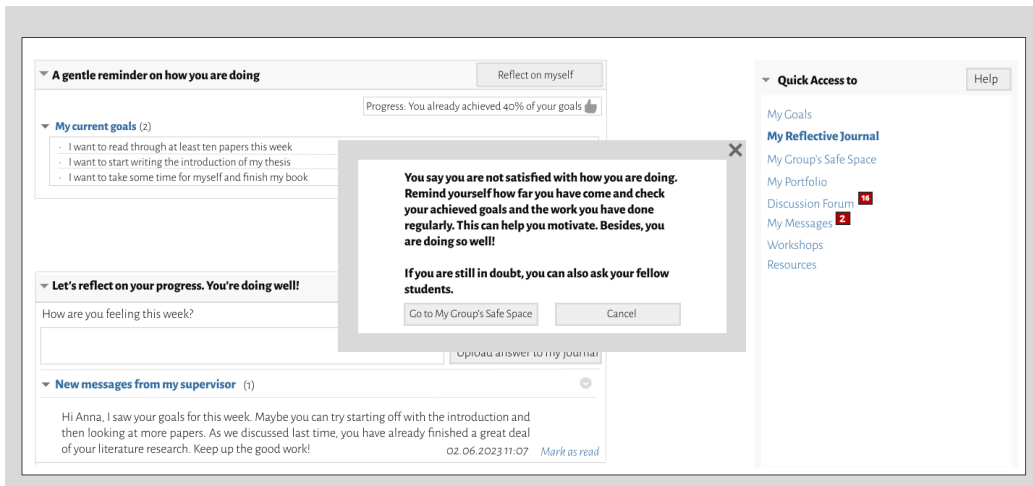 A gentle reminder on how you are doing
Reflect on myself
Progress: You already achieved 40% of your goals
My current goals (2)
· I want to read through at least ten papers this week
· I want to start writing the introduction of my thesis
· I want to take some time for myself and finish my book
You say you are not satisfied with how you are doing.
Remind yourself how far you have come and check
your achieved goals and the work you have done
regularly. This can help you motivate. Besides, you
are doing so well!
If you are still in doubt, you can also ask your fellow
students.
Go to My Group's Safe Space
Cancel
Let's reflect on your progress. You're doing well!
How are you feeling this week?
Upload answer to my journal
New messages from my supervisor (1)
Hi Anna, I saw your goals for this week. Maybe you can try starting off with the introduction and
then looking at more papers. As we discussed last time, you have already finished a great deal
of your literature research. Keep up the good work!
02.06.2023 11:07 Mark as read
Quick Access to
Help
My Goals
My Reflective Journal
My Group's Safe Space
My Portfolio
Discussion Forum 16
My Messages 2
Workshops
Resources